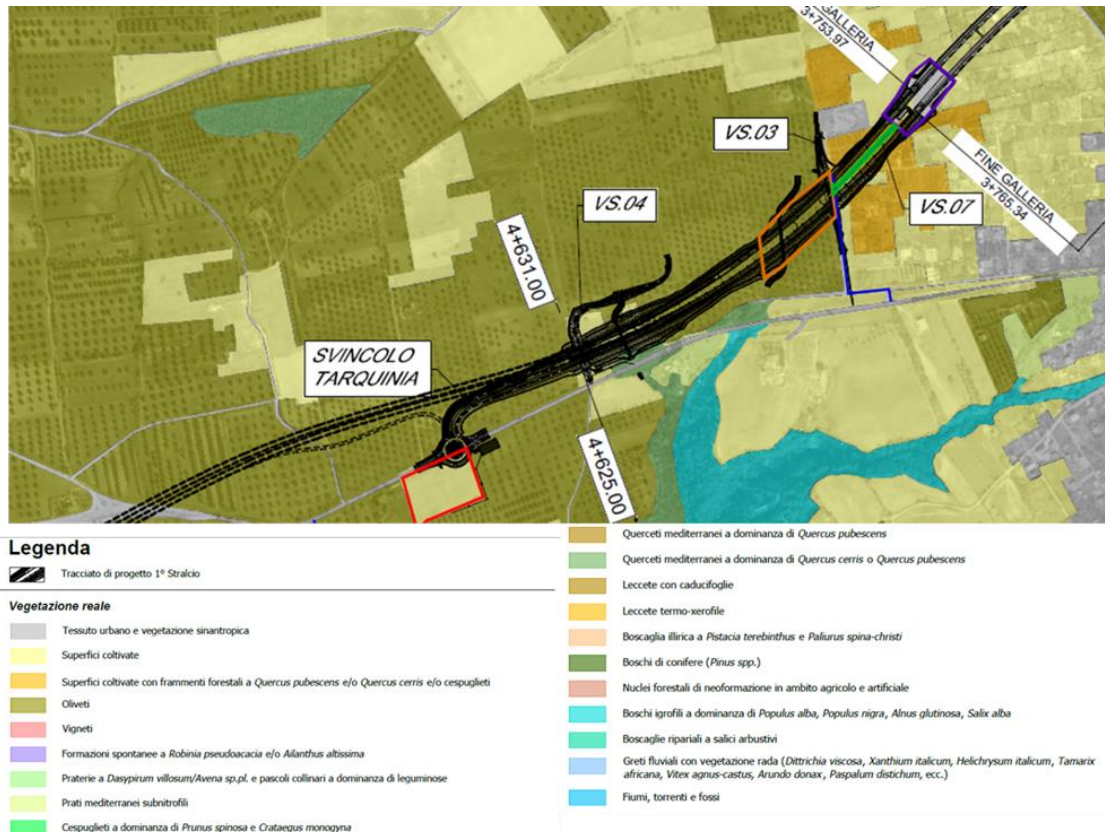 GALLERIA
3+753.97
VS.03
FINE GALLERIA
3+765.34
VS.07
VS.04
4+631.00
SVINCOLO
TARQUINIA
4+625.00
Legenda
Tracciato di progetto 1° Stralcio
Vegetazione reale
Tessuto urbano e vegetazione sinantropica
Superfici coltivate
Superfici coltivate con frammenti forestali a Quercus pubescens e/o Quercus cerris e/o cespuglieti
Oliveti
Vigneti
Formazioni spontanee a Robinia pseudoacacia e/o Ailanthus altissima
Praterie a Dasypirum villosum/Avena sp.pl. e pascoli collinari a dominanza di leguminose
Prati mediterranei subnitrofili
Cespuglieti a dominanza di Prunus spinosa e Crataegus monogyna
Querceti mediterranei a dominanza di Quercus pubescens
Querceti mediterranei a dominanza di Quercus cerris o Quercus pubescens
Leccete con caducifoglie
Leccete termo-xerofile
Boscaglia illirica a Pistacia terebinthus e Paliurus spina-christi
Boschi di conifere (Pinus spp.)
Nuclei forestali di neoformazione in ambito agricolo e artificiale
Boschi igrofili a dominanza di Populus alba, Populus nigra, Alnus glutinosa, Salix alba
Boscaglie ripariali a salici arbustivi
Greti fluviali con vegetazione rada (Dittrichia viscosa, Xanthium italicum, Helichrysum italicum, Tamarix
africana, Vitex agnus-castus, Arundo donax, Paspalum distichum, ecc.)
Fiumi, torrenti e fossi